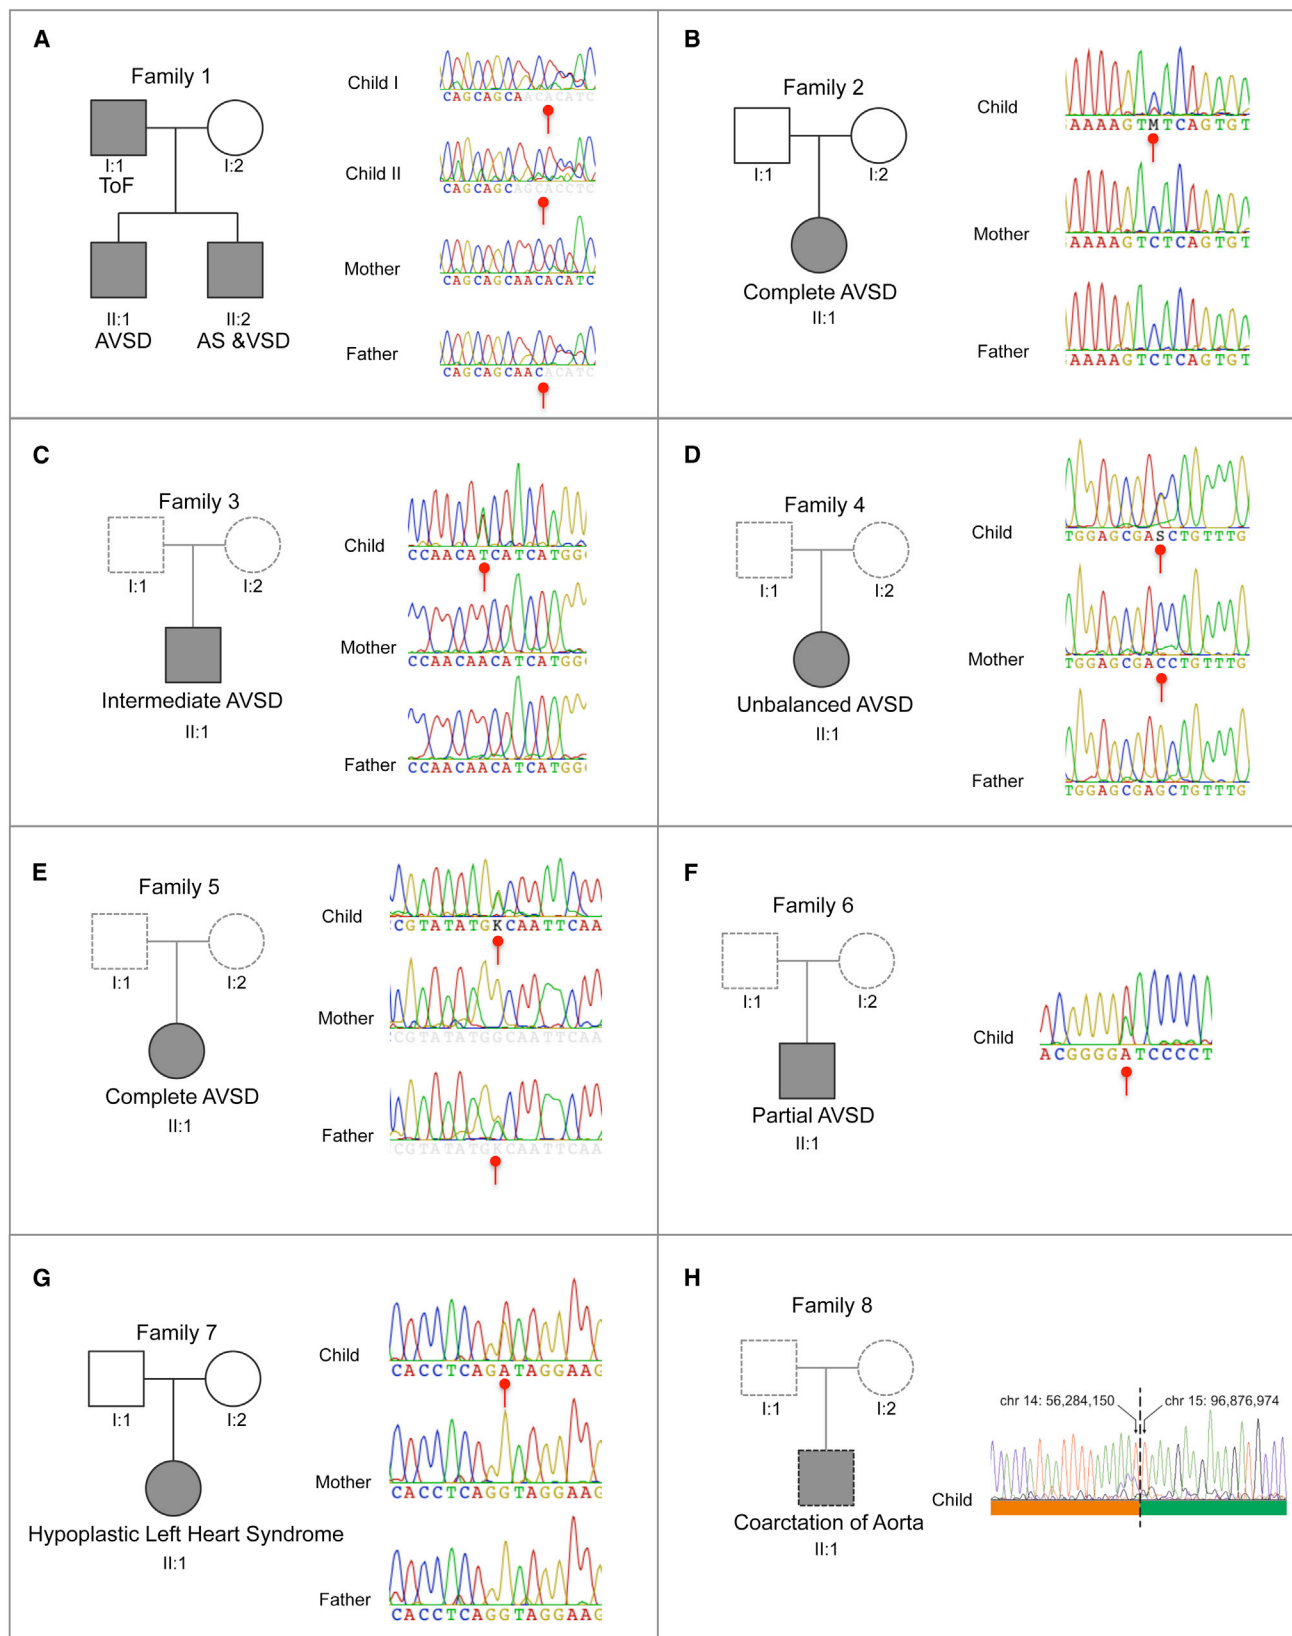 A
Family 1
I:1
ToF
I:2
II:1
AVSD
II:2
AS &VSD
Child I
CAGCAGCAACACATC
Child II
CAGCAGCAGCACCTC
Mother
CAGCAGCAACACATC
Father
CAGCAGCAACACATC
B
Family 2
I:1
I:2
Complete AVSD
II:1
Child
AAAAGTMTCAGTGT
Mother
AAAAGTCTCAGTGT
Father
AAAAGTCTCAGTGT
C
Family 3
I:1
I:2
Intermediate AVSD
II:1
Child
CCAACATCATCATGG
Mother
CCAACAACATCATGG
Father
CCAACAACATCATGG
D
Family 4
I:1
I:2
Unbalanced AVSD
II:1
Child
TGGAGCGASCTGTTTG
Mother
TGGAGCGACCTGTTTG
Father
TGGAGCGAGCTGTTTG
E
Family 5
I:1
I:2
Complete AVSD
II:1
Child
CGTATATGKCAATTCAA
Mother
CGTATATGGCAATTCAA
Father
CGTATATGKCAATTCAA
F
Family 6
I:1
I:2
Partial AVSD
II:1
Child
ACGGGGATCCCCT
G
Family 7
I:1
I:2
Hypoplastic Left Heart Syndrome
II:1
Child
CACCTCAGATAGGAAG
Mother
CACCTCAGGTAGGAAG
Father
CACCTCAGGTAGGAAG
H
Family 8
I:1
I:2
Coarctation of Aorta
II:1
chr 14: 56,284,150
chr 15: 96,876,974
Child